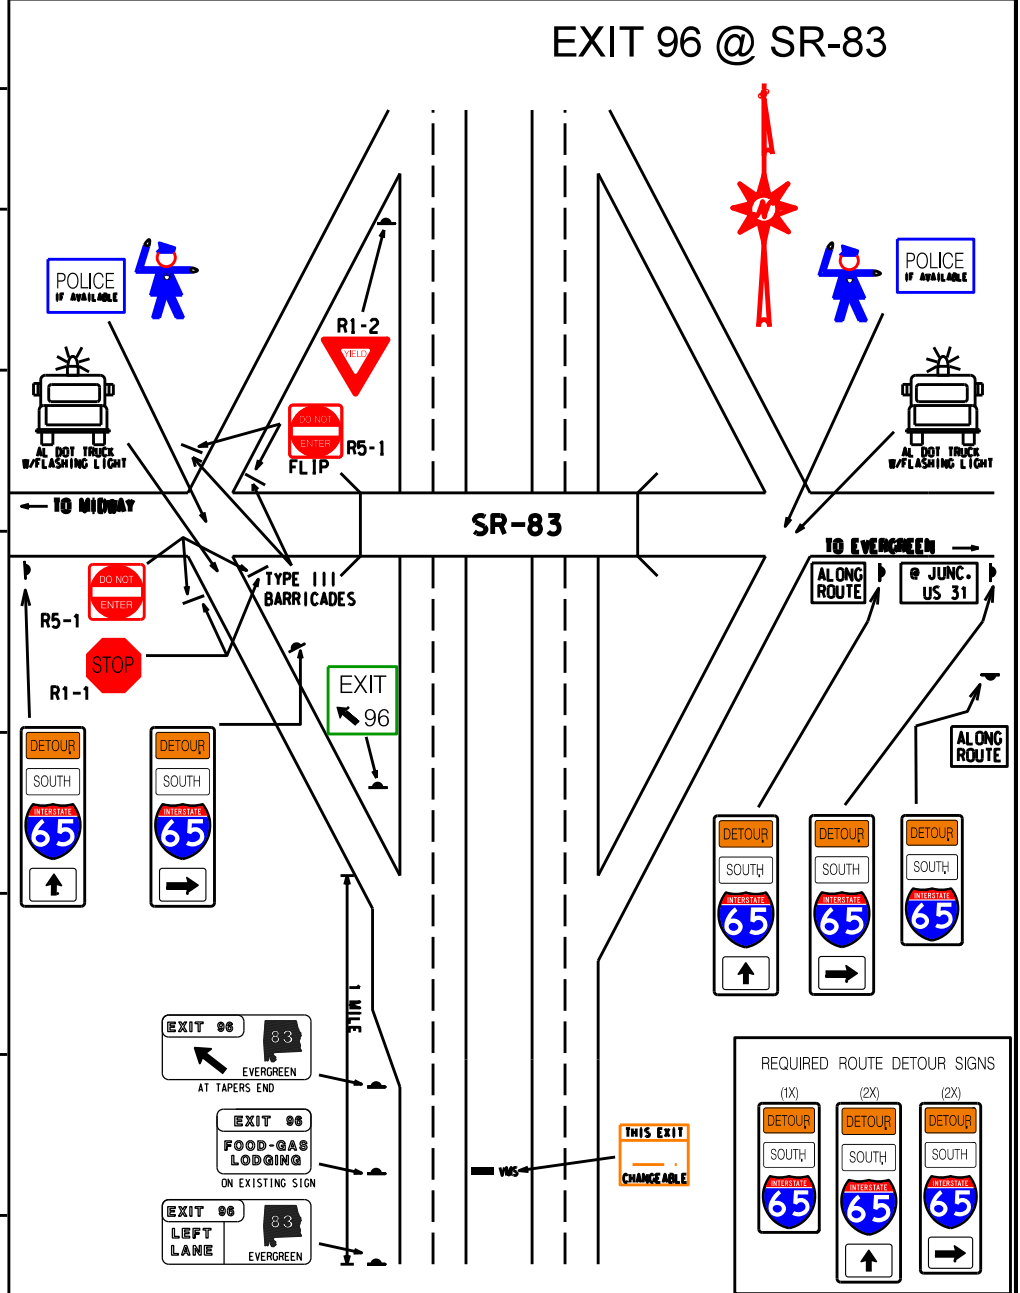 EXIT 96 @ SR-83
N
POLICE
IF AVAILABLE
POLICE
IF AVAILABLE
R1-2
YIELD
AL DOT TRUCK
W/FLASHING LIGHT
DO NOT
ENTER
R5-1
FLIP
AL DOT TRUCK
W/FLASHING LIGHT
TO MIDWAY
SR-83
TO EVERGREEN
DO NOT
ENTER
R5-1
TYPE III
BARRICADES
ALONG
ROUTE
@ JUNC.
US 31
STOP
R1-1
EXIT
96
ALONG
ROUTE
DETOUR
SOUTH
INTERSTATE
65
DETOUR
SOUTH
INTERSTATE
65
DETOUR
SOUTH
INTERSTATE
65
DETOUR
SOUTH
INTERSTATE
65
DETOUR
SOUTH
INTERSTATE
65
1 MILE
EXIT 96
83
EVERGREEN
AT TAPERS END
EXIT 96
FOOD-GAS
LODGING
ON EXISTING SIGN
EXIT 96
LEFT
LANE
83
EVERGREEN
VMS
THIS EXIT
CHANGEABLE
REQUIRED ROUTE DETOUR SIGNS
(1X)
(2X)
(2X)
DETOUR
SOUTH
INTERSTATE
65
DETOUR
SOUTH
INTERSTATE
65
DETOUR
SOUTH
INTERSTATE
65